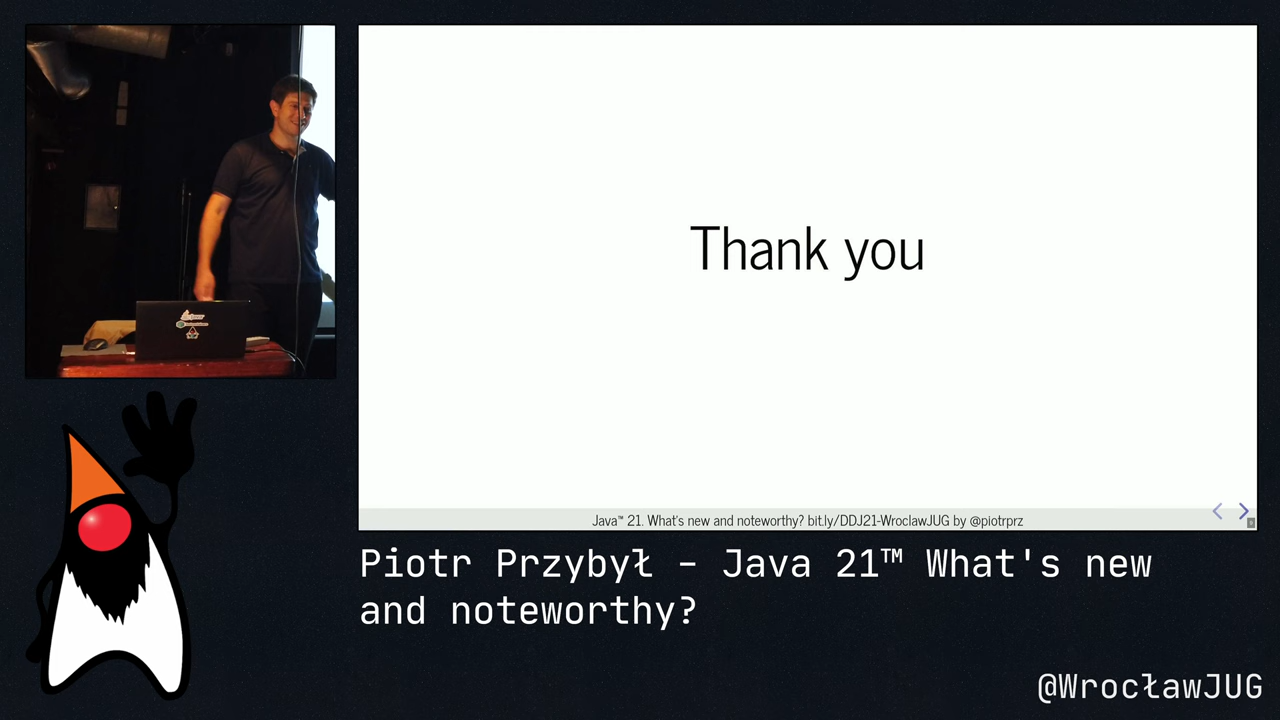 Thank you
Java™ 21. What's new and noteworthy? bit.ly/DDJ21-WroclawJUG by @piotrprz
Piotr Przybył – Java 21™ What's new
and noteworthy?
@WrocławJUG